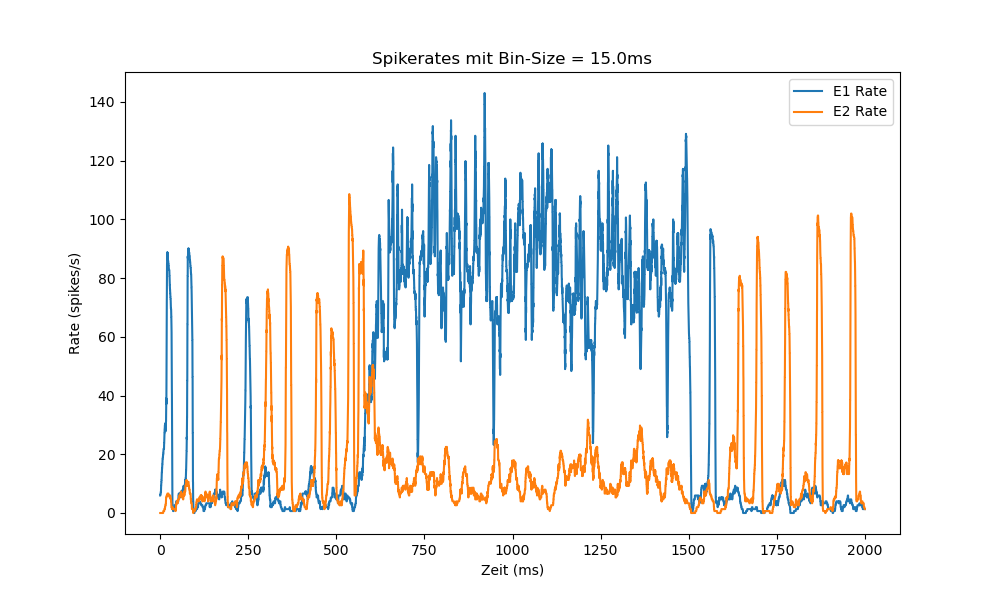 Spikerates mit Bin-Size = 15.0ms
E1 Rate
E2 Rate
Rate (spikes/s)
140
120
100
80
60
40
20
0
0 250 500 750 1000 1250 1500 1750 2000
Zeit (ms)